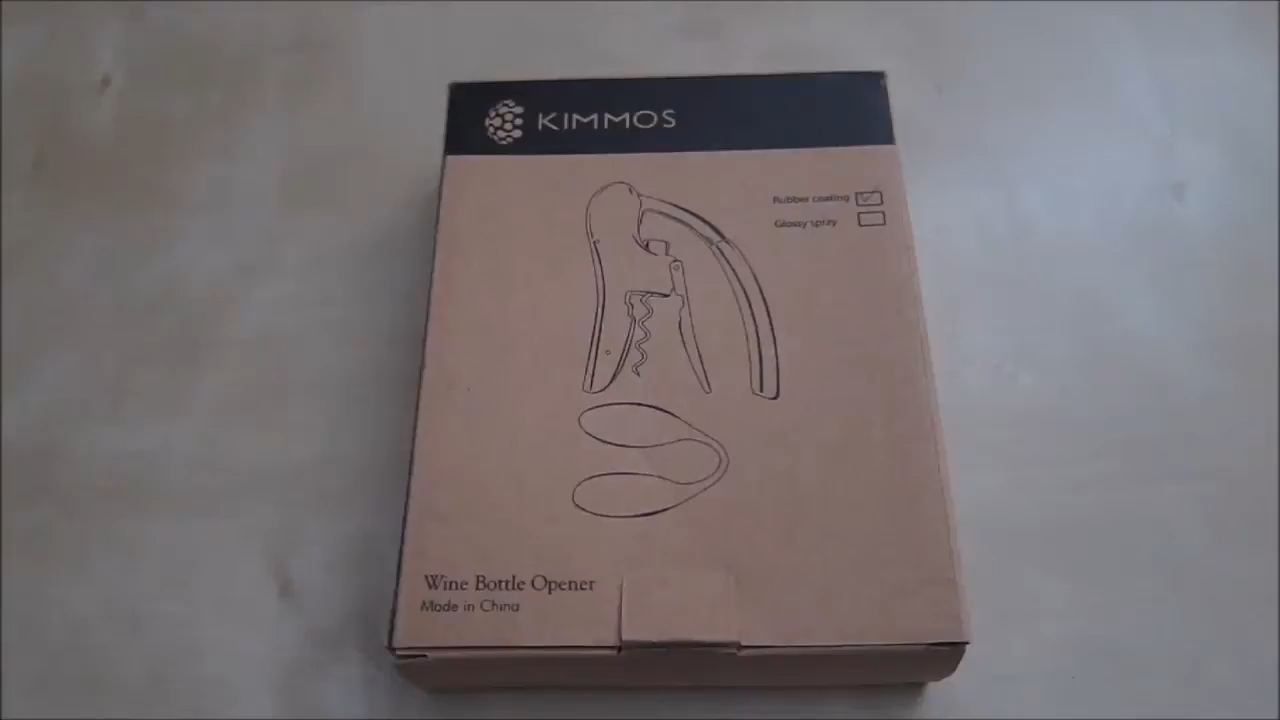 KIMMOS
Rubber coating
Glossy spray
Wine Bottle Opener
Made in China